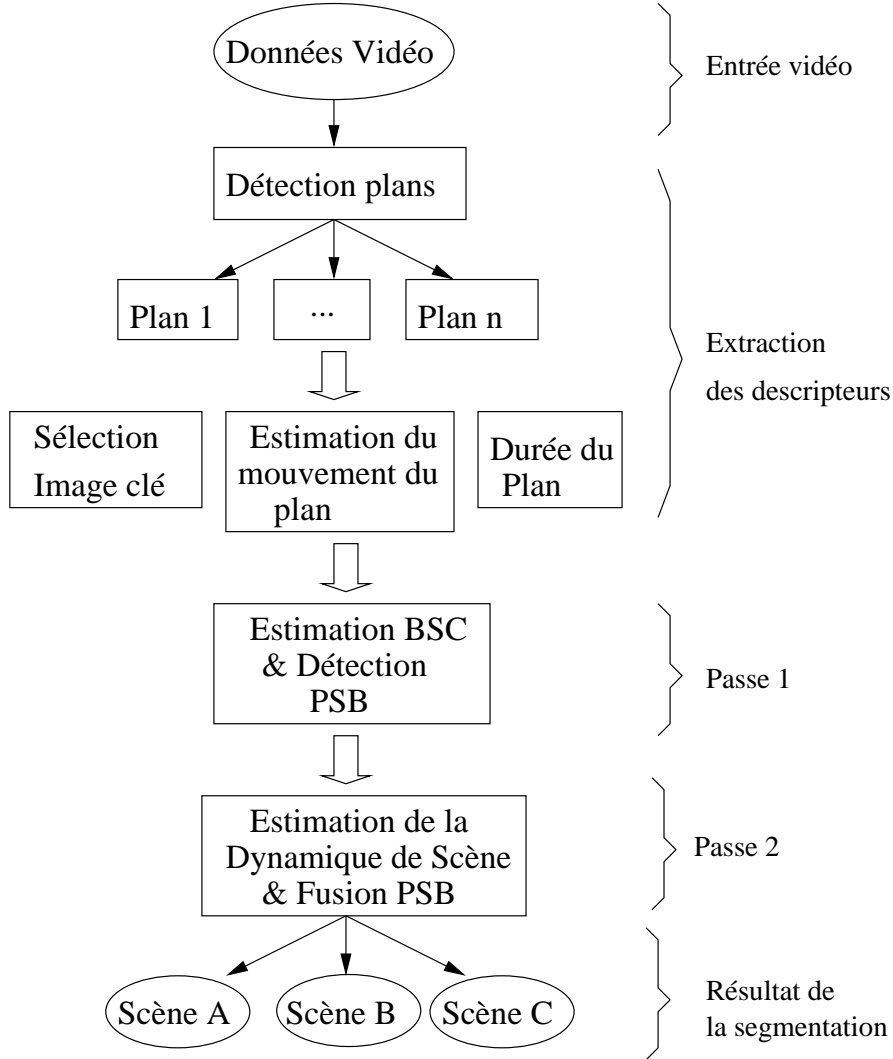 Données Vidéo
Entrée vidéo
Détection plans
Plan 1
...
Plan n
Extraction
des descripteurs
Sélection
Image clé
Estimation du
mouvement du
plan
Durée du
Plan
Estimation BSC
& Détection
PSB
Passe 1
Estimation de la
Dynamique de Scène
& Fusion PSB
Passe 2
Scène A
Scène B
Scène C
Résultat de
la segmentation